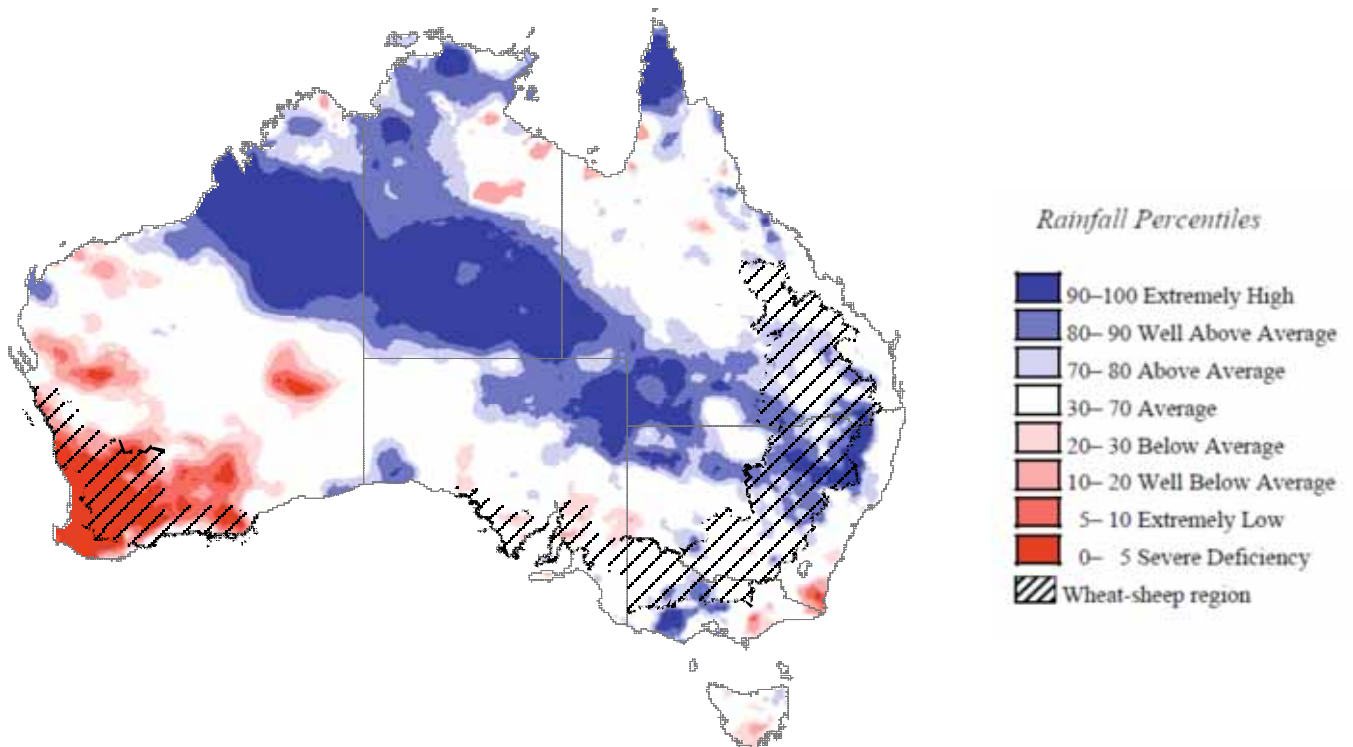 Rainfall Percentiles
90–100 Extremely High
80– 90 Well Above Average
70– 80 Above Average
30– 70 Average
20– 30 Below Average
10– 20 Well Below Average
5– 10 Extremely Low
0– 5 Severe Deficiency
Wheat-sheep region